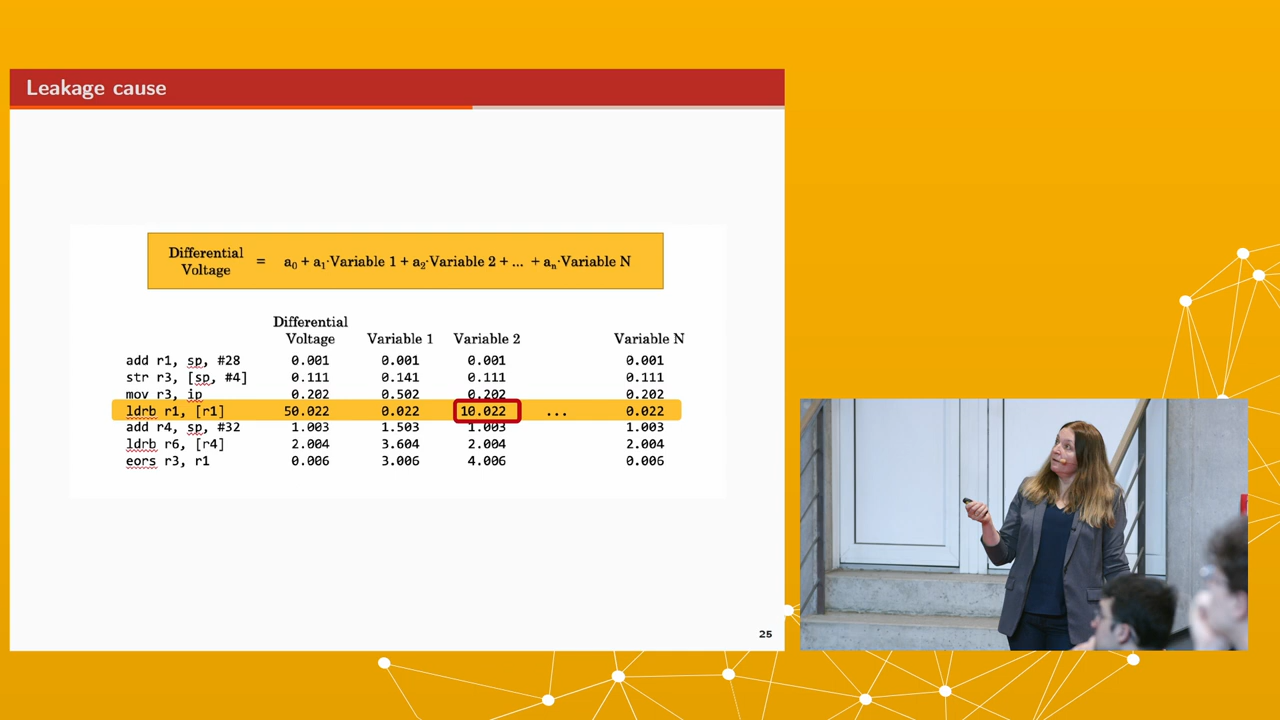 Leakage cause
Differential Voltage = a0 + a1·Variable 1 + a2·Variable 2 + ... + an·Variable N
Differential Voltage Variable 1 Variable 2 Variable N
add r1, sp, #28 0.001 0.001 0.001 0.001
str r3, [sp, #4] 0.111 0.141 0.111 0.111
mov r3, ip 0.202 0.502 0.202 0.202
ldrb r1, [r1] 50.022 0.022 10.022 ... 0.022
add r4, sp, #32 1.003 1.503 1.003 1.003
ldrb r6, [r4] 2.004 3.604 2.004 2.004
eors r3, r1 0.006 3.006 4.006 0.006
25